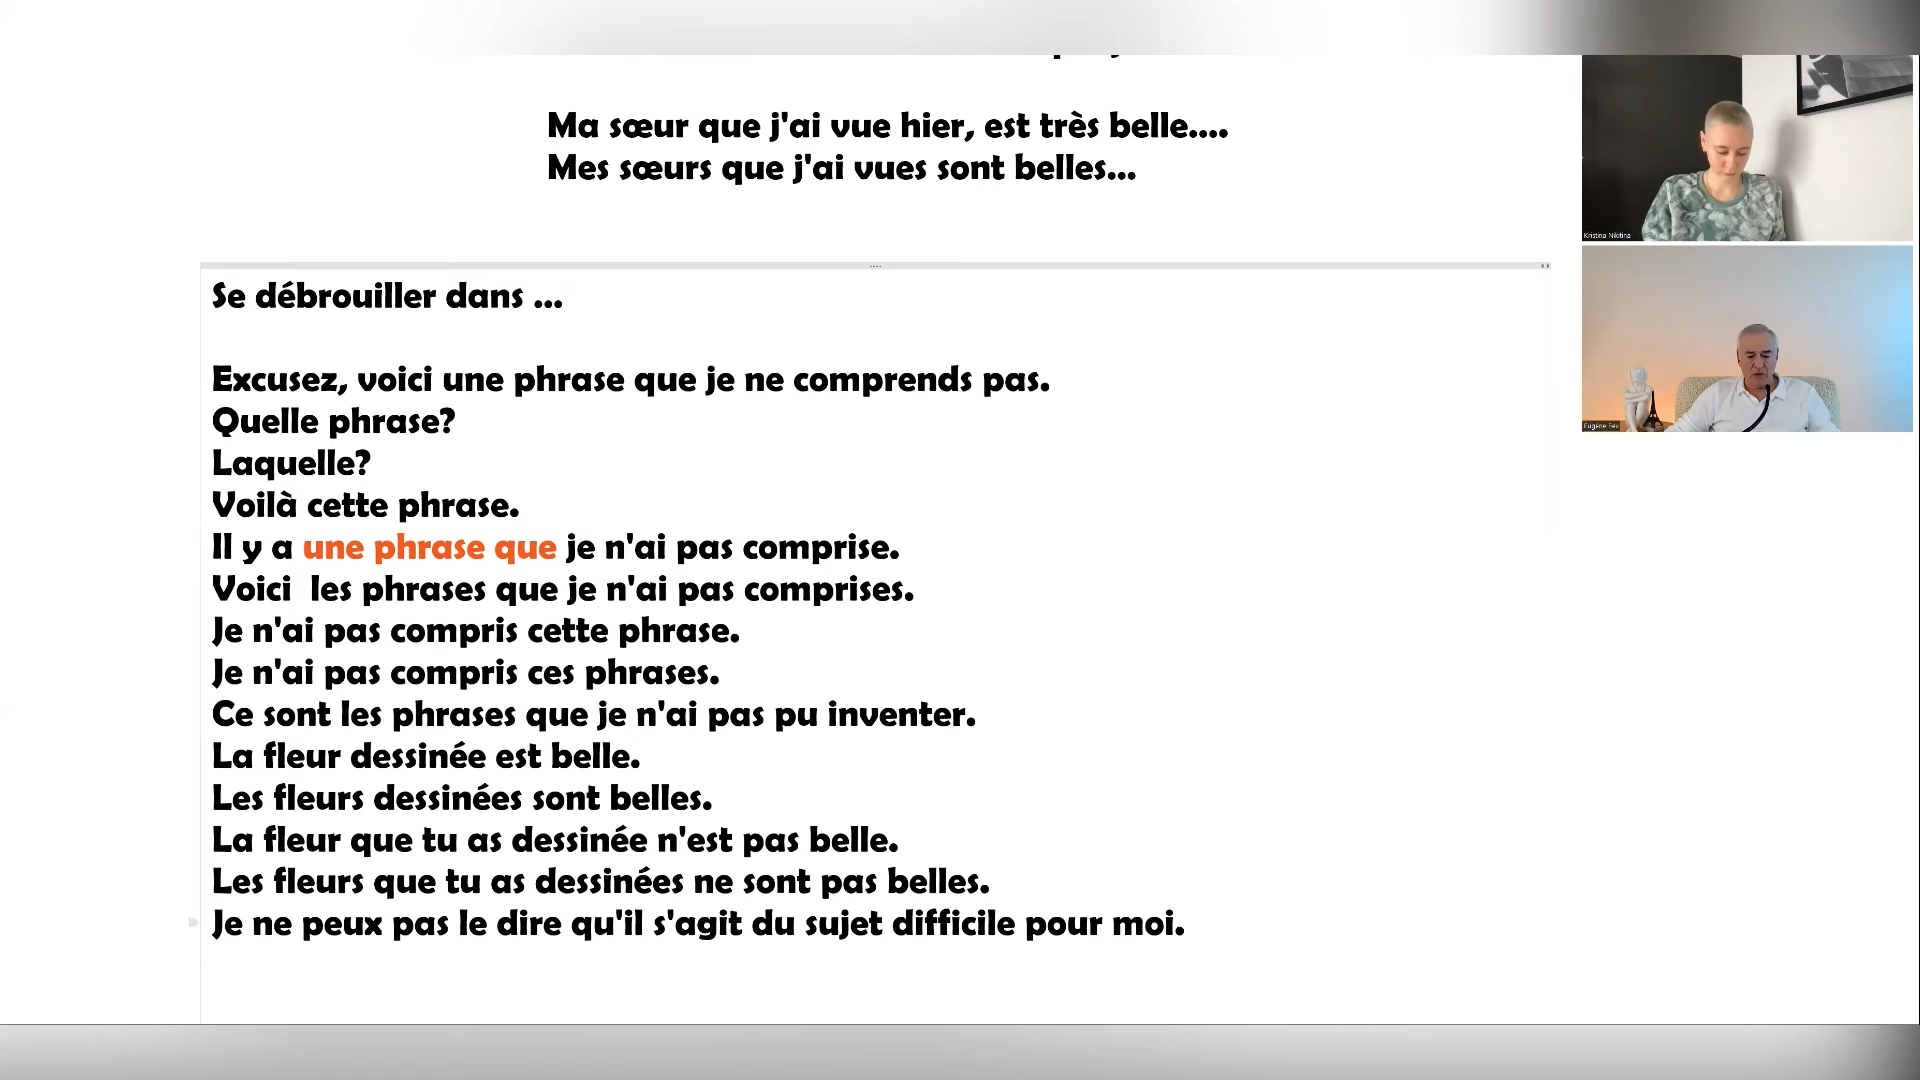 Ma sœur que j'ai vue hier, est très belle....
Mes sœurs que j'ai vues sont belles...
Kristina Nikitina
Se débrouiller dans ...
Excusez, voici une phrase que je ne comprends pas.
Quelle phrase?
Laquelle?
Voilà cette phrase.
Il y a une phrase que je n'ai pas comprise.
Voici les phrases que je n'ai pas comprises.
Je n'ai pas compris cette phrase.
Je n'ai pas compris ces phrases.
Ce sont les phrases que je n'ai pas pu inventer.
La fleur dessinée est belle.
Les fleurs dessinées sont belles.
La fleur que tu as dessinée n'est pas belle.
Les fleurs que tu as dessinées ne sont pas belles.
Je ne peux pas le dire qu'il s'agit du sujet difficile pour moi.
Eugène Sev